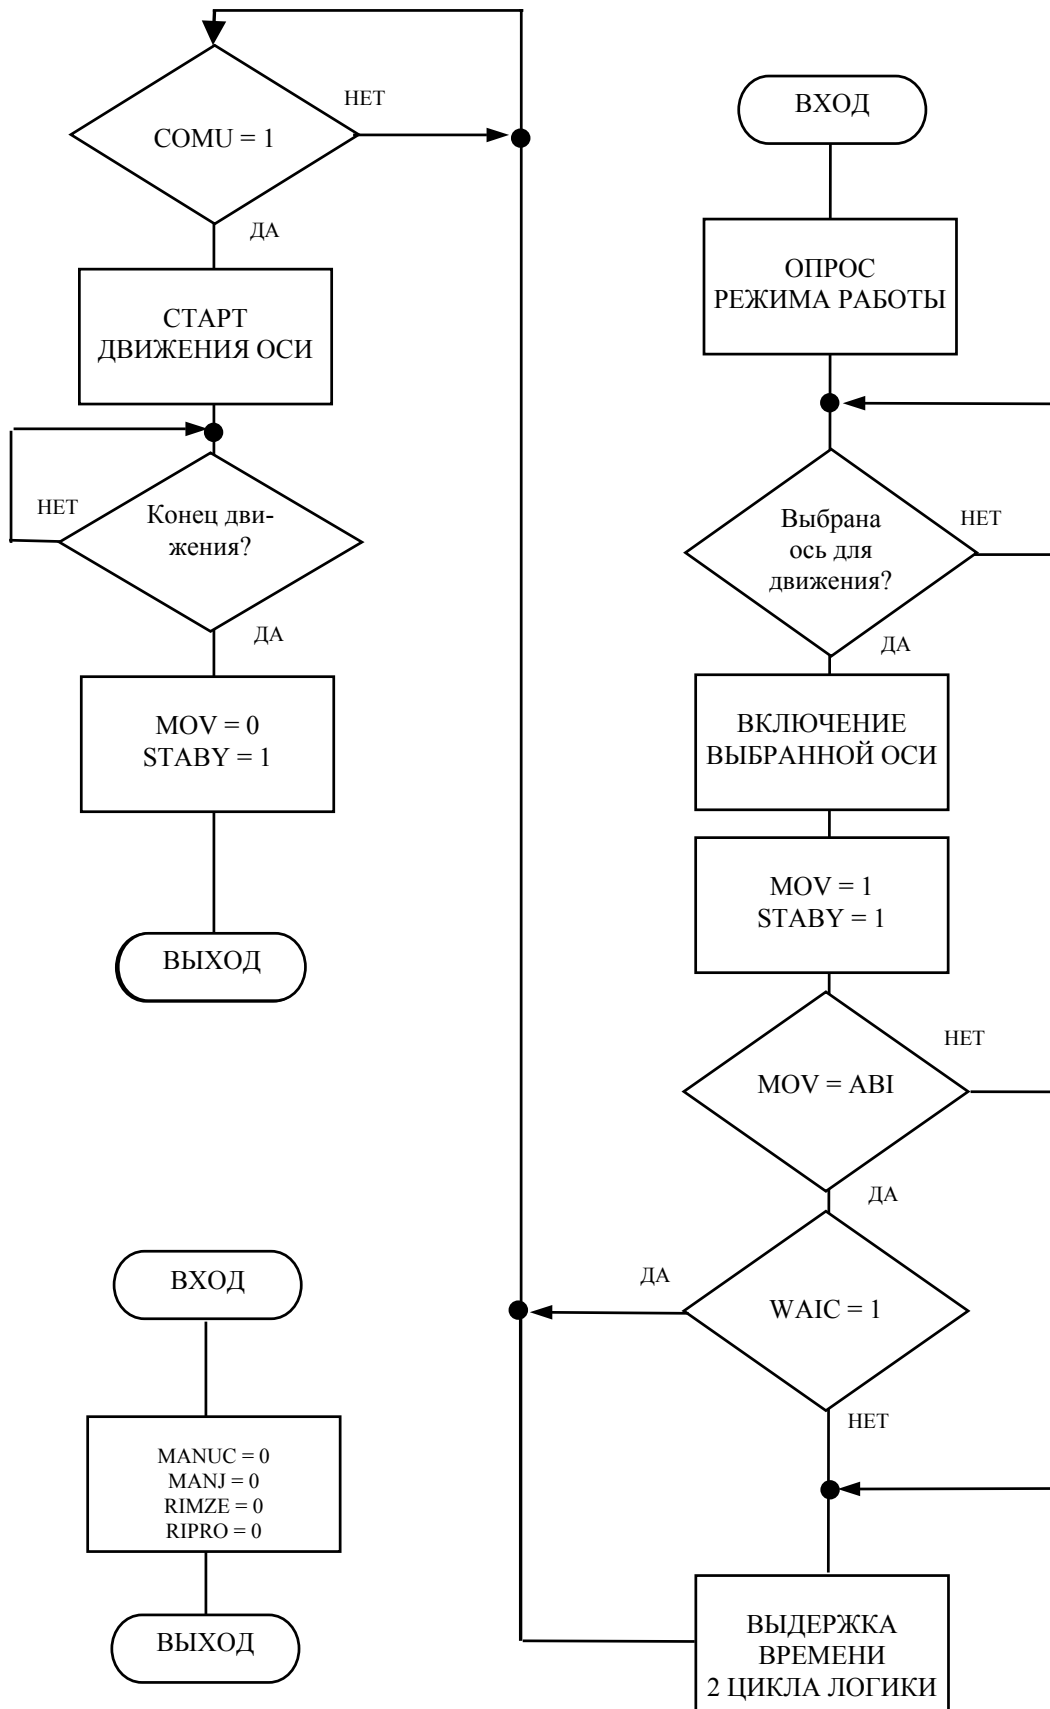 COMU = 1
НЕТ
ДА
СТАРТ
ДВИЖЕНИЯ ОСИ
НЕТ
Конец дви-
жения?
ДА
MOV = 0
STABY = 1
ВЫХОД
ВХОД
MANUC = 0
MANJ = 0
RIMZE = 0
RIPRO = 0
ВЫХОД
ВХОД
ОПРОС
РЕЖИМА РАБОТЫ
Выбрана
ось для
движения?
НЕТ
ДА
ВКЛЮЧЕНИЕ
ВЫБРАННОЙ ОСИ
MOV = 1
STABY = 1
НЕТ
MOV = ABI
ДА
ДА
WAIC = 1
НЕТ
ВЫДЕРЖКА
ВРЕМЕНИ
2 ЦИКЛА ЛОГИКИ